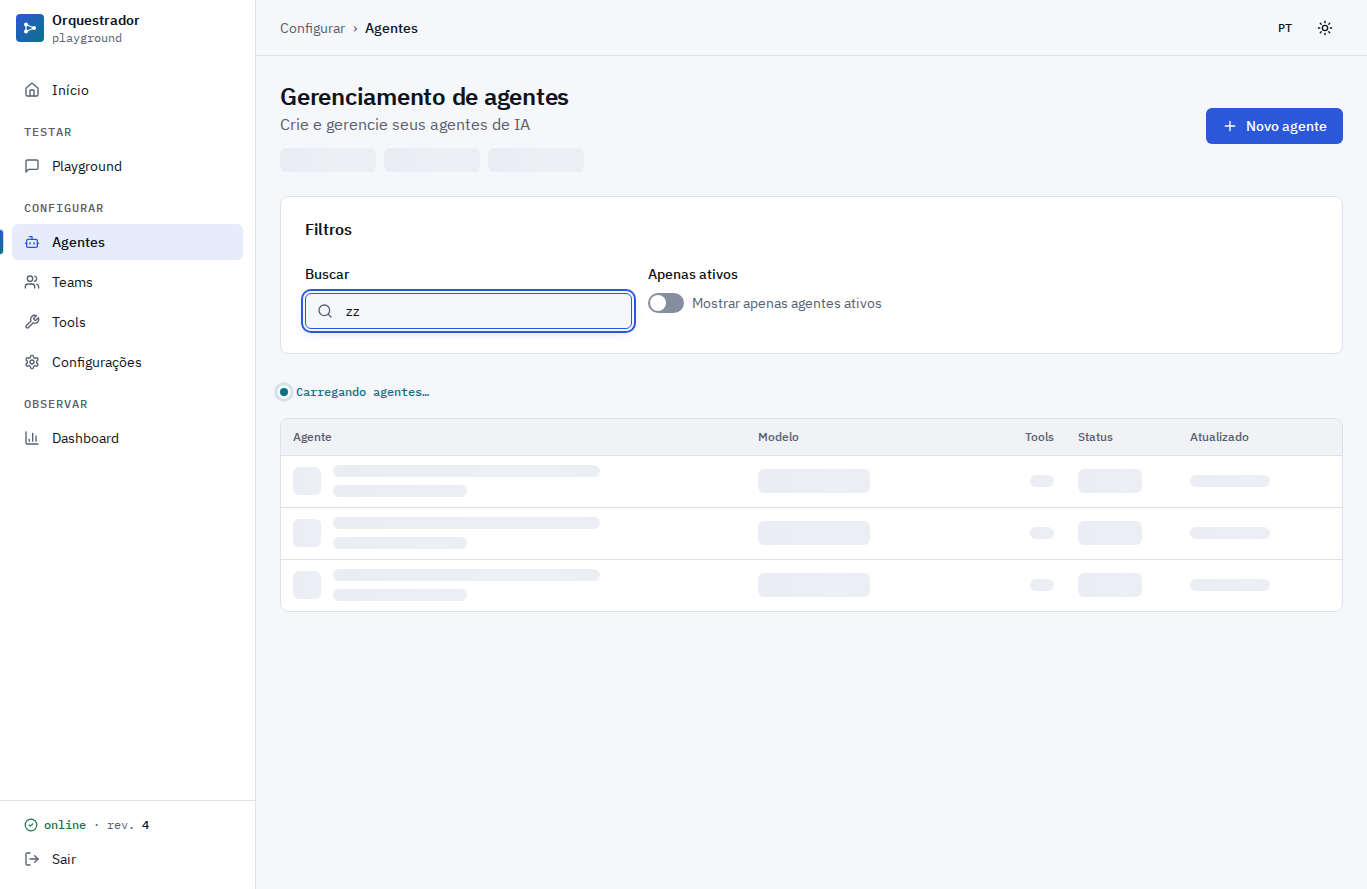 Orquestrador
playground
Início
TESTAR
Playground
CONFIGURAR
Agentes
Teams
Tools
Configurações
OBSERVAR
Dashboard
online · rev. 4
Sair
Configurar › Agentes
PT
Gerenciamento de agentes
Crie e gerencie seus agentes de IA
Novo agente
Filtros
Buscar
zz
Apenas ativos
Mostrar apenas agentes ativos
Carregando agentes…
Agente Modelo Tools Status Atualizado